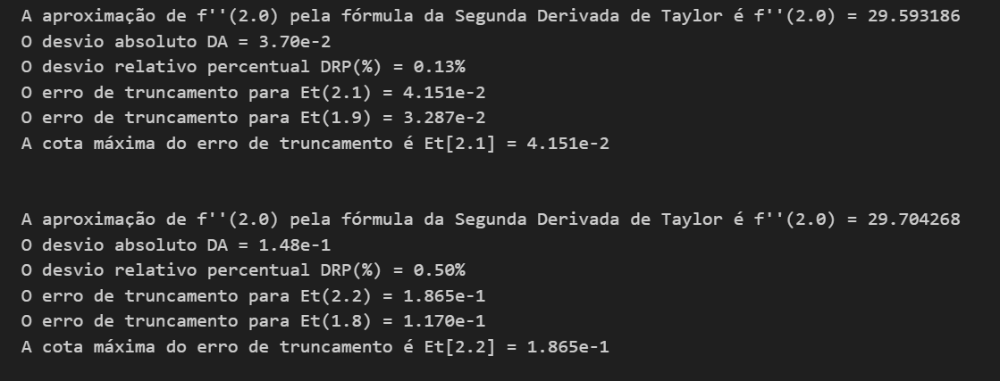 A aproximação de f''(2.0) pela fórmula da Segunda Derivada de Taylor é f''(2.0) = 29.593186
O desvio absoluto DA = 3.70e-2
O desvio relativo percentual DRP(%) = 0.13%
O erro de truncamento para Et(2.1) = 4.151e-2
O erro de truncamento para Et(1.9) = 3.287e-2
A cota máxima do erro de truncamento é Et[2.1] = 4.151e-2
A aproximação de f''(2.0) pela fórmula da Segunda Derivada de Taylor é f''(2.0) = 29.704268
O desvio absoluto DA = 1.48e-1
O desvio relativo percentual DRP(%) = 0.50%
O erro de truncamento para Et(2.2) = 1.865e-1
O erro de truncamento para Et(1.8) = 1.170e-1
A cota máxima do erro de truncamento é Et[2.2] = 1.865e-1